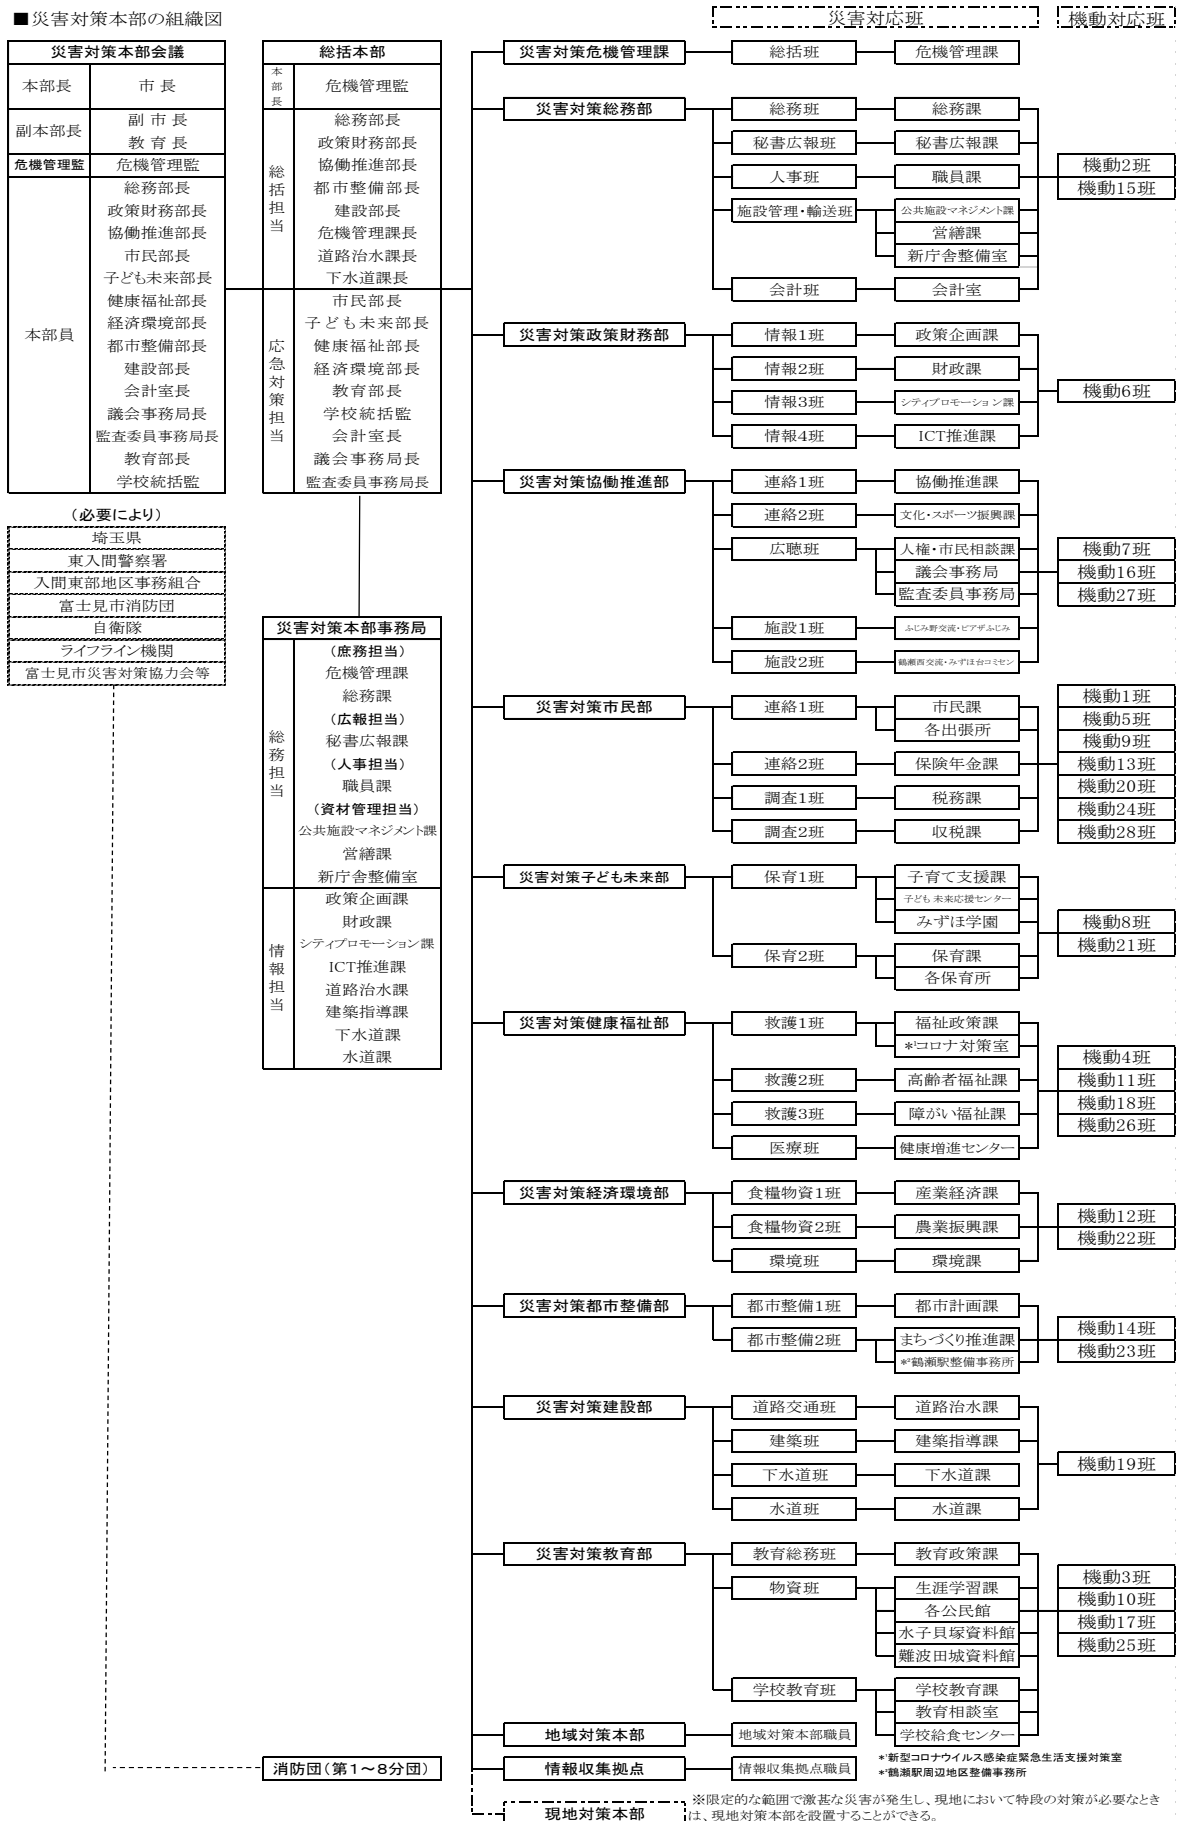 ■災害対策本部の組織図
災害対応班
機動対応班
災害対策本部会議
本部長
市 長
副本部長
副 市 長
教 育 長
危機管理監
危機管理監
本部員
総務部長
政策財務部長
協働推進部長
市民部長
子ども未来部長
健康福祉部長
経済環境部長
都市整備部長
建設部長
会計室長
議会事務局長
監査委員事務局長
教育部長
学校統括監
（必要により）
埼玉県
東入間警察署
入間東部地区事務組合
富士見市消防団
自衛隊
ライフライン機関
富士見市災害対策協力会等
総括本部
本部長
危機管理監
総括担当
総務部長
政策財務部長
協働推進部長
都市整備部長
建設部長
危機管理課長
道路治水課長
下水道課長
応急対策担当
市民部長
子ども未来部長
健康福祉部長
経済環境部長
教育部長
学校統括監
会計室長
議会事務局長
監査委員事務局長
災害対策本部事務局
総務担当
（庶務担当）
危機管理課
総務課
（広報担当）
秘書広報課
（人事担当）
職員課
（資材管理担当）
公共施設マネジメント課
営繕課
新庁舎整備室
情報担当
政策企画課
財政課
シティプロモーション課
ICT推進課
道路治水課
建築指導課
下水道課
水道課
消防団（第1～8分団）
災害対策危機管理課
総括班
危機管理課
災害対策総務部
総務班
総務課
秘書広報班
秘書広報課
人事班
職員課
施設管理・輸送班
公共施設マネジメント課
営繕課
新庁舎整備室
会計班
会計室
機動2班
機動15班
災害対策政策財務部
情報1班
政策企画課
情報2班
財政課
情報3班
シティプロモーション課
情報4班
ICT推進課
機動6班
災害対策協働推進部
連絡1班
協働推進課
連絡2班
文化・スポーツ振興課
広聴班
人権・市民相談課
議会事務局
監査委員事務局
施設1班
ふじみ野交流・ピアザふじみ
施設2班
鶴瀬西交流・みずほ台コミセン
機動7班
機動16班
機動27班
災害対策市民部
連絡1班
市民課
各出張所
連絡2班
保険年金課
調査1班
税務課
調査2班
収税課
機動1班
機動5班
機動9班
機動13班
機動20班
機動24班
機動28班
災害対策子ども未来部
保育1班
子育て支援課
子ども未来応援センター
みずほ学園
保育2班
保育課
各保育所
機動8班
機動21班
災害対策健康福祉部
救護1班
福祉政策課
*¹コロナ対策室
救護2班
高齢者福祉課
救護3班
障がい福祉課
医療班
健康増進センター
機動4班
機動11班
機動18班
機動26班
災害対策経済環境部
食糧物資1班
産業経済課
食糧物資2班
農業振興課
環境班
環境課
機動12班
機動22班
災害対策都市整備部
都市整備1班
都市計画課
都市整備2班
まちづくり推進課
*²鶴瀬駅整備事務所
機動14班
機動23班
災害対策建設部
道路交通班
道路治水課
建築班
建築指導課
下水道班
下水道課
水道班
水道課
機動19班
災害対策教育部
教育総務班
教育政策課
物資班
生涯学習課
各公民館
水子貝塚資料館
難波田城資料館
学校教育班
学校教育課
教育相談室
学校給食センター
機動3班
機動10班
機動17班
機動25班
地域対策本部
地域対策本部職員
情報収集拠点
情報収集拠点職員
*¹新型コロナウイルス感染症緊急生活支援対策室
*²鶴瀬駅周辺地区整備事務所
現地対策本部
※限定的な範囲で激甚な災害が発生し、現地において特段の対策が必要なとき
は、現地対策本部を設置することができる。